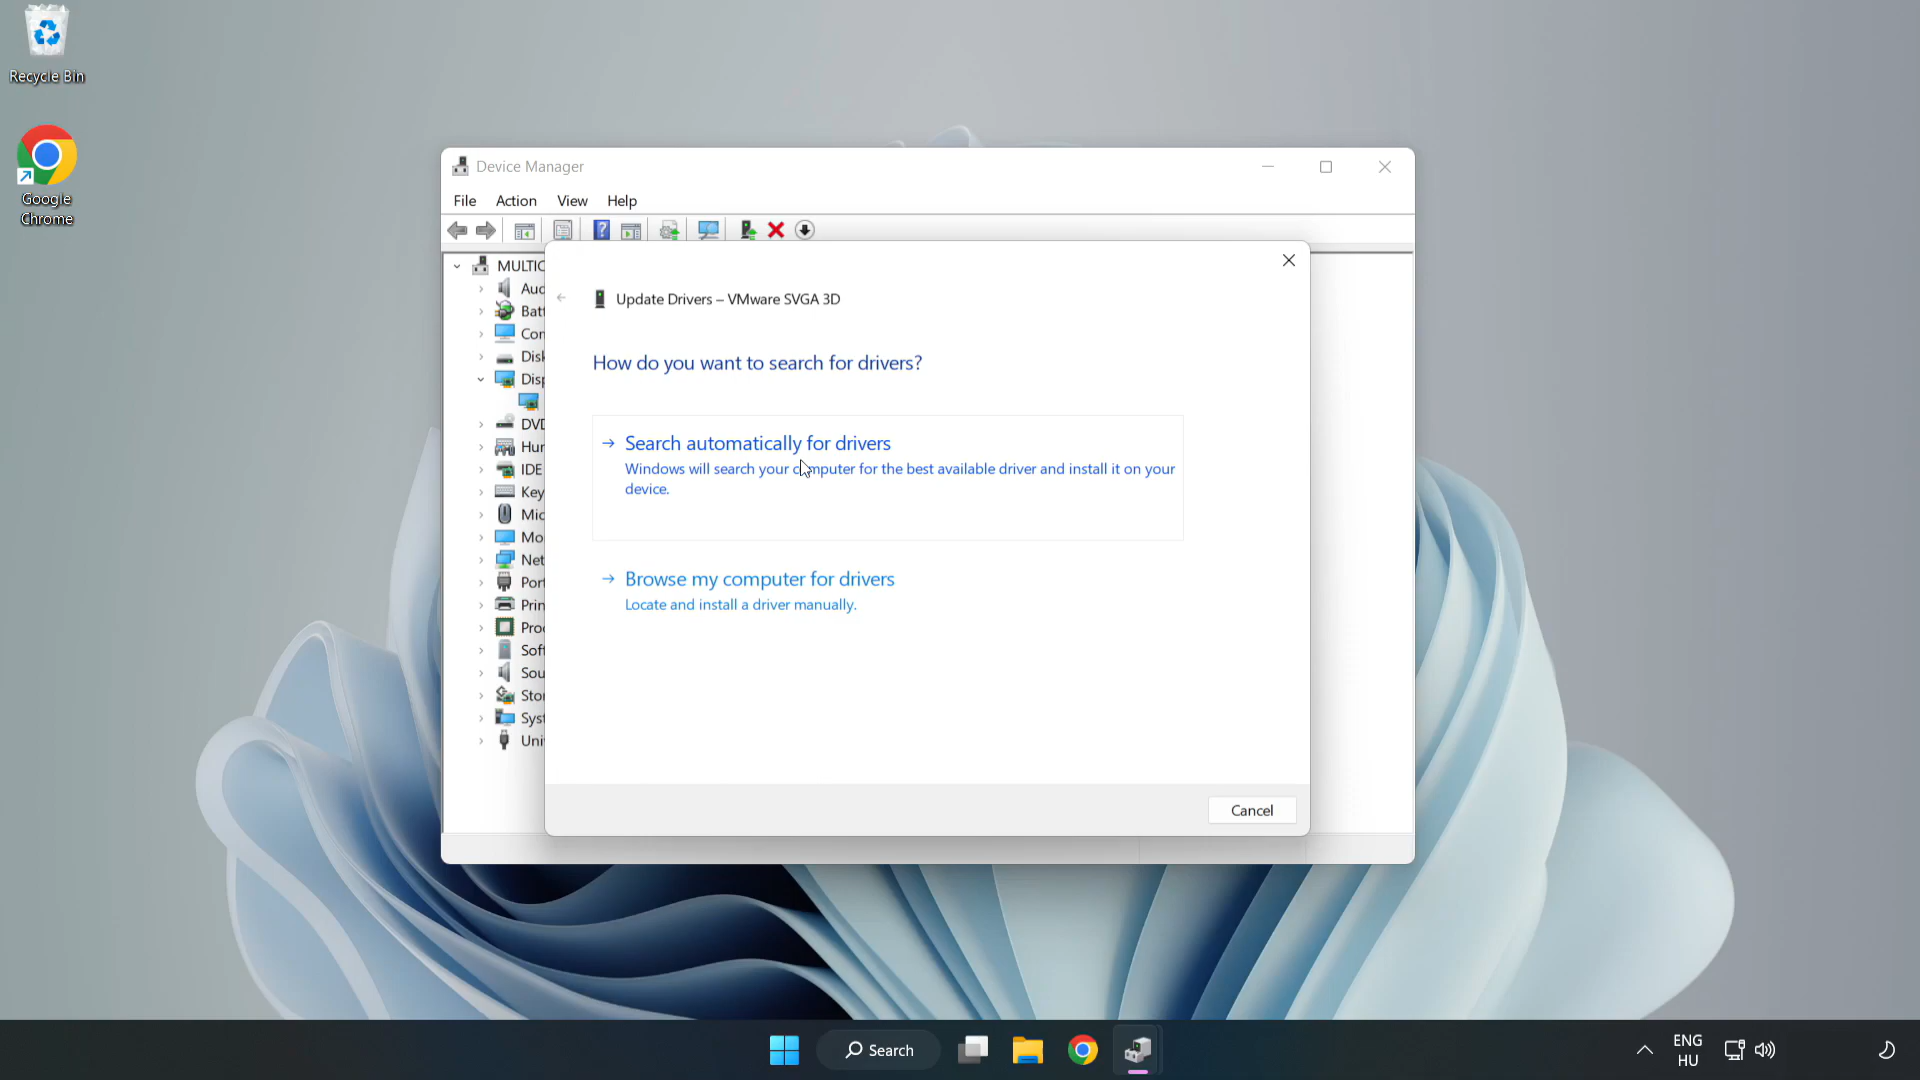 Recycle Bin
Google
Chrome
Device Manager
File Action View Help
MULTIC
Aud
Batt
Com
Disk
Disp
DVD
Hum
IDE
Key
Mic
Mo
Net
Port
Prin
Proc
Soft
Sou
Stor
Syst
Uni
Update Drivers – VMware SVGA 3D
How do you want to search for drivers?
Search automatically for drivers
Windows will search your computer for the best available driver and install it on your
device.
Browse my computer for drivers
Locate and install a driver manually.
Cancel
Search
ENG
HU